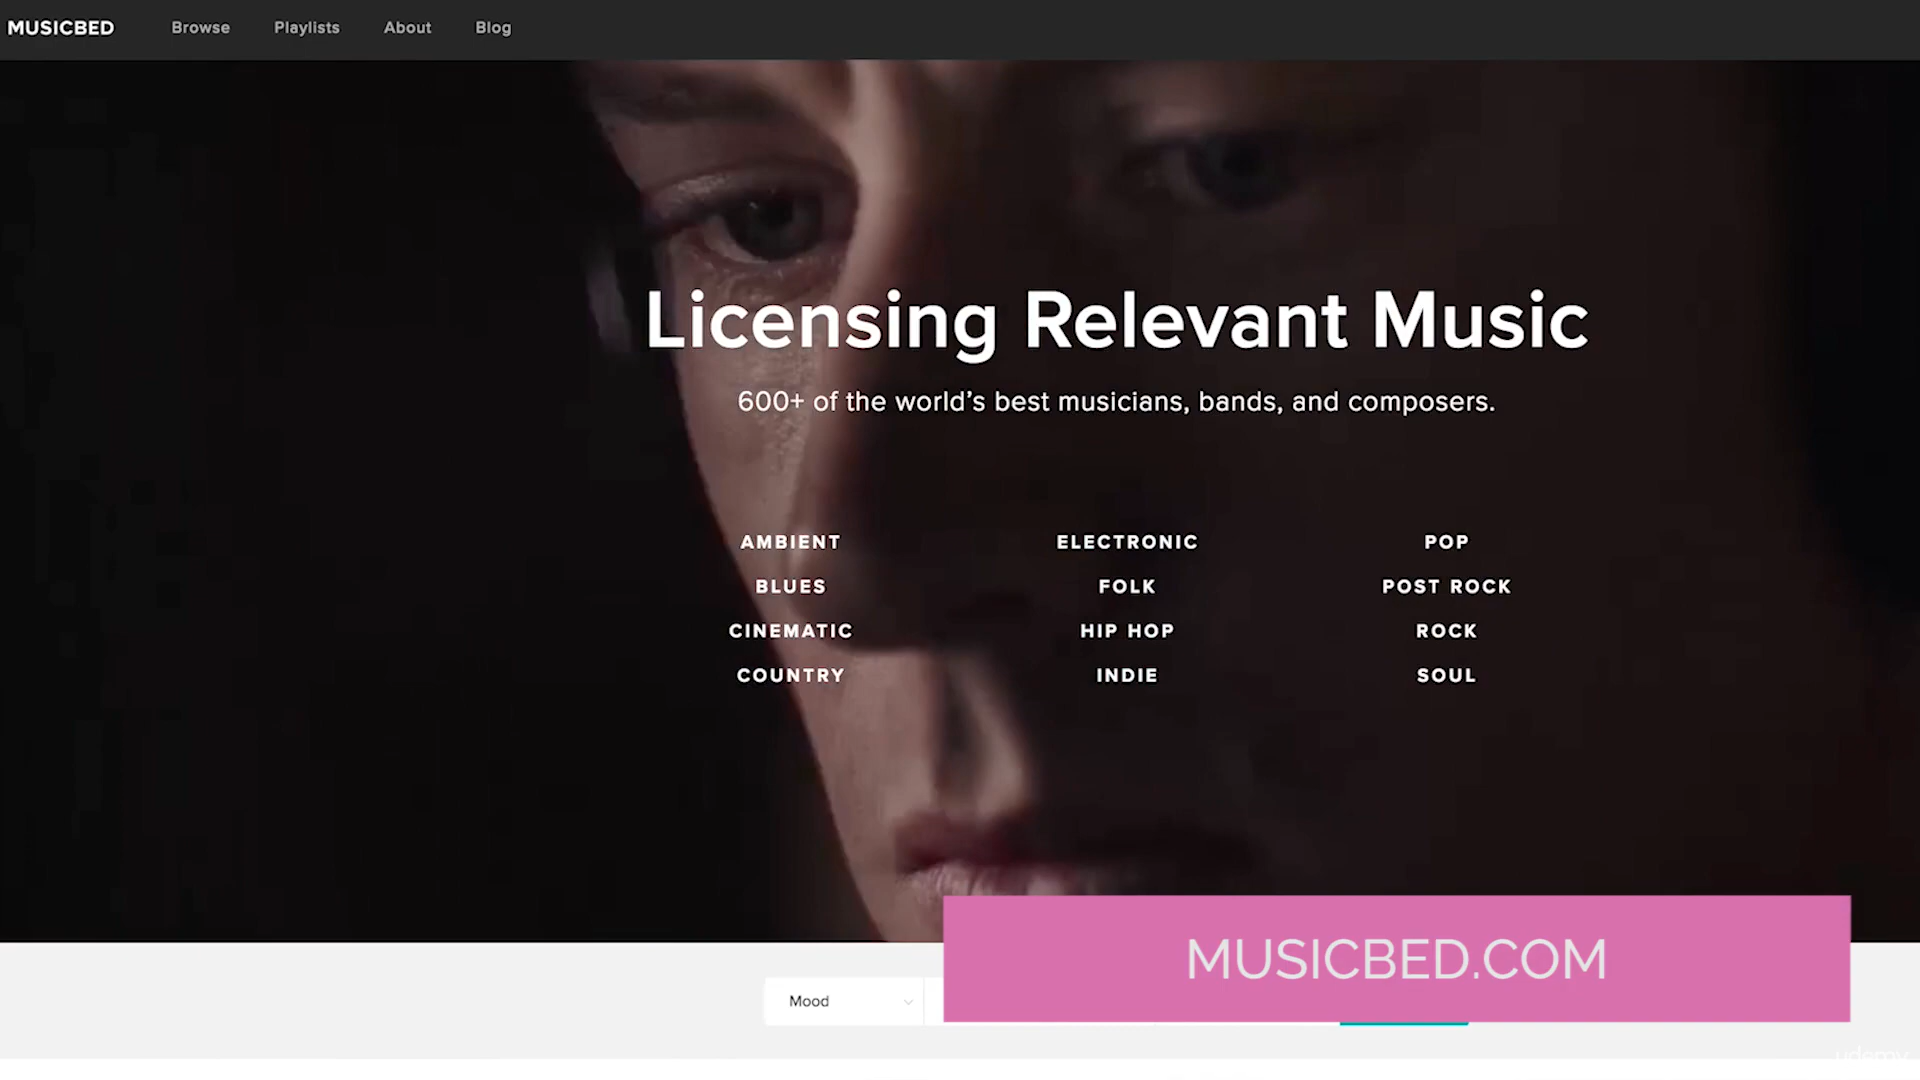 MUSICBED Browse Playlists About Blog
Licensing Relevant Music
600+ of the world's best musicians, bands, and composers.
AMBIENT ELECTRONIC POP
BLUES FOLK POST ROCK
CINEMATIC HIP HOP ROCK
COUNTRY INDIE SOUL
MUSICBED.COM
Mood
udemy